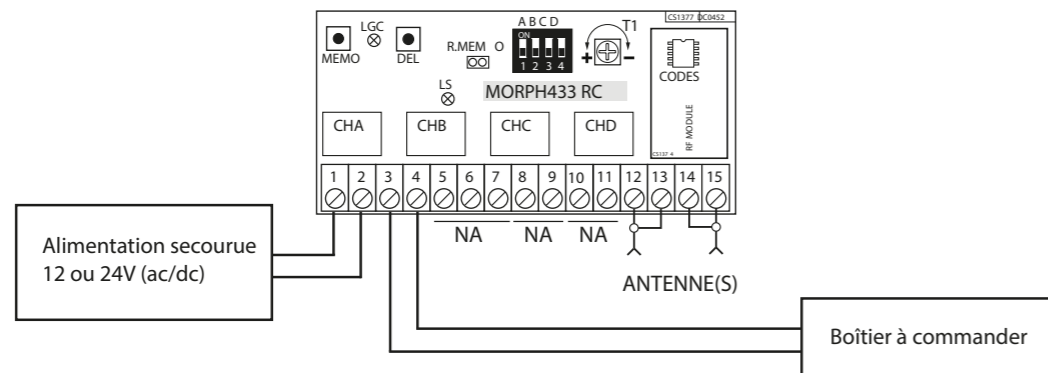 CS1377 DC0452
A B C D
T1
LGC
ON
R.MEM O
+ −
MEMO
DEL
1 2 3 4
CODES
LS
MORPH433 RC
RF MODULE
CHA
CHB
CHC
CHD
CS137 4
1 2 3 4 5 6 7 8 9 10 11 12 13 14 15
NA
NA
NA
Alimentation secourue
12 ou 24V (ac/dc)
ANTENNE(S)
Boîtier à commander